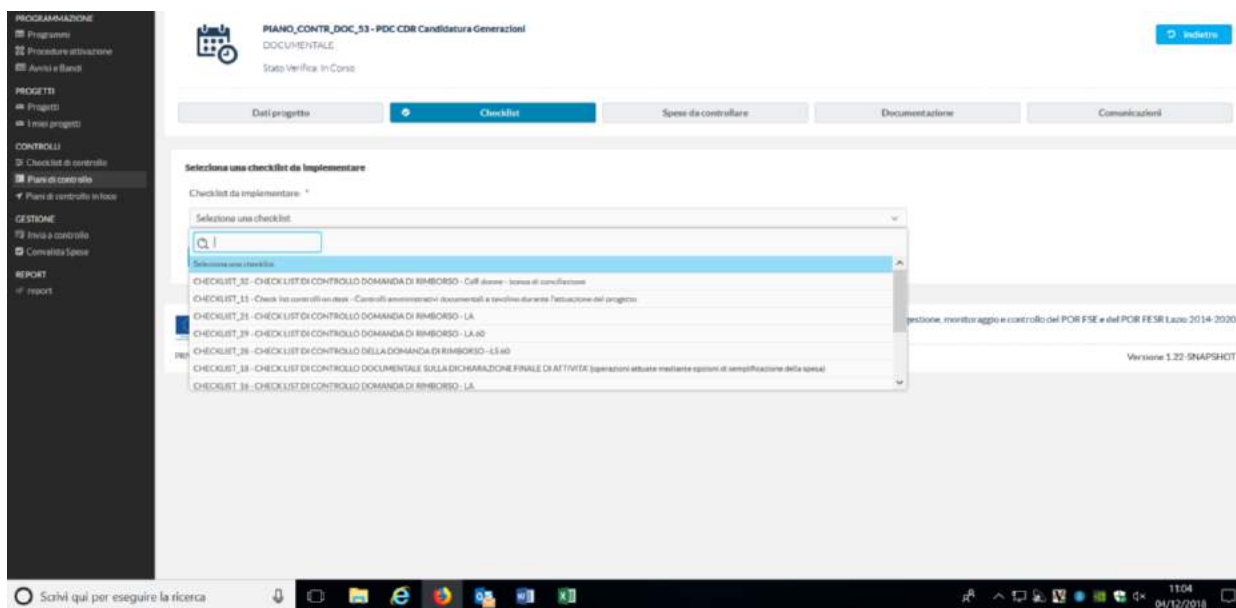 PROGRAMMAZIONE
Programmi
Procedure attivazione
Avvisi e Bandi
PROGETTI
Progetti
I miei progetti
CONTROLLI
Checklist di controllo
Piani di controllo
Piani di controllo in loco
GESTIONE
Invia a controllo
Convalida Spese
REPORT
report
PIANO_CONTR_DOC_53 - PDC CDR Candidatura Generazioni
DOCUMENTALE
Stato Verifica: In Corso
Indietro
Dati progetto
Checklist
Spese da controllare
Documentazione
Comunicazioni
Seleziona una checklist da implementare
Checklist da implementare: *
Seleziona una checklist
Seleziona una checklist
CHECKLIST_32 - CHECK LIST DI CONTROLLO DOMANDA DI RIMBORSO - Call donne - issesa di conciliazione
CHECKLIST_11 - Check list controlli on desk - Controlli amministrativi documentali a tavolino durante l'attuazione del progetto
CHECKLIST_21 - CHECK LIST DI CONTROLLO DOMANDA DI RIMBORSO - LA
CHECKLIST_29 - CHECK LIST DI CONTROLLO DOMANDA DI RIMBORSO - LA 60
CHECKLIST_28 - CHECK LIST DI CONTROLLO DELLA DOMANDA DI RIMBORSO - LS 60
CHECKLIST_18 - CHECK LIST DI CONTROLLO DOCUMENTALE SULLA DICHIARAZIONE FINALE DI ATTIVITA' (operazioni attuate mediante opzioni di semplificazione della spesa)
CHECKLIST_16 - CHECK LIST DI CONTROLLO DOMANDA DI RIMBORSO - LA
gestione, monitoraggio e controllo del POR FSE e del POR FESR Lazio 2014-2020
Versione 1.22-SNAPSHOT
Scrivi qui per eseguire la ricerca
11:04
04/12/2018